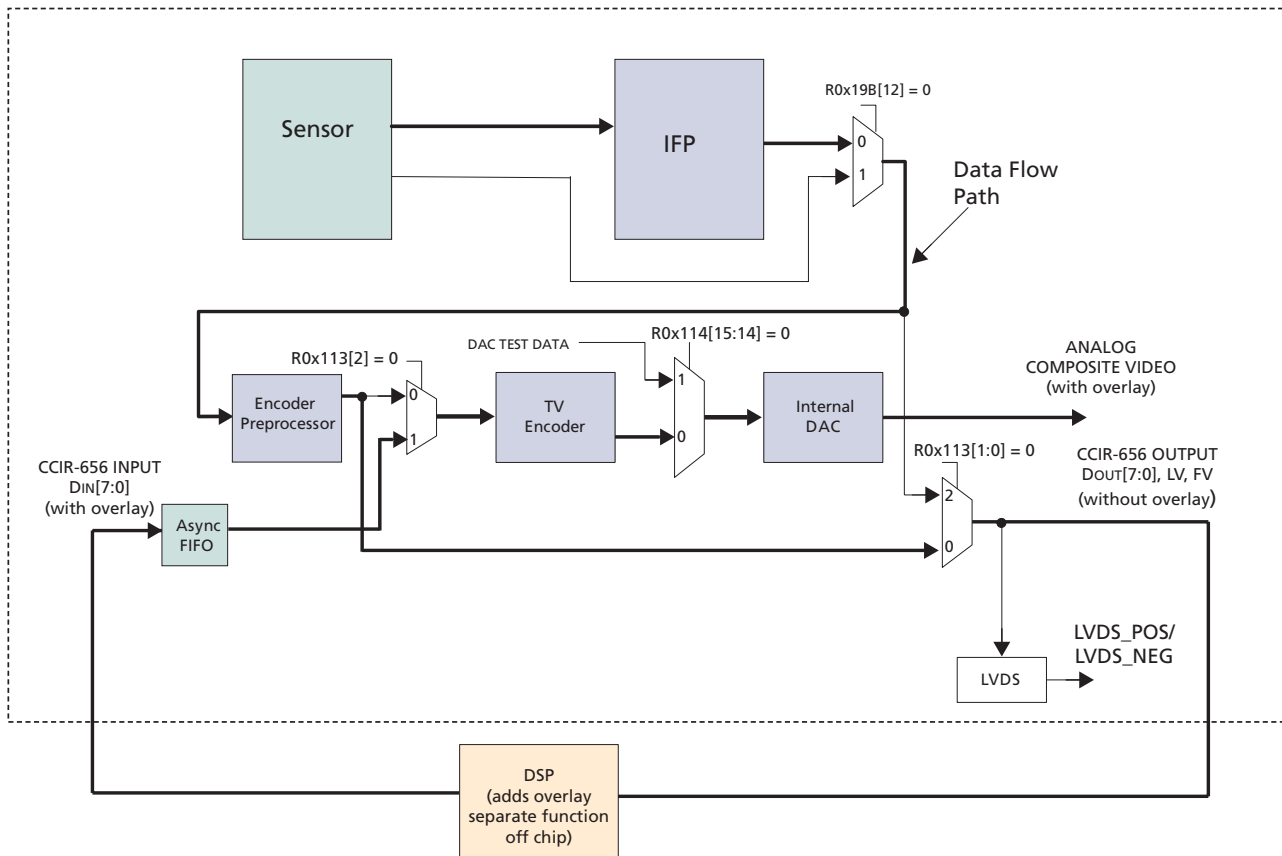 R0x19B[12] = 0
Sensor
IFP
0
1
Data Flow
Path
R0x113[2] = 0
DAC TEST DATA
R0x114[15:14] = 0
ANALOG
COMPOSITE VIDEO
(with overlay)
Encoder
Preprocessor
0
1
TV
Encoder
1
0
Internal
DAC
R0x113[1:0] = 0
CCIR-656 INPUT
DIN[7:0]
(with overlay)
CCIR-656 OUTPUT
DOUT[7:0], LV, FV
(without overlay)
Async
FIFO
2
0
LVDS_POS/
LVDS_NEG
LVDS
DSP
(adds overlay
separate function
off chip)